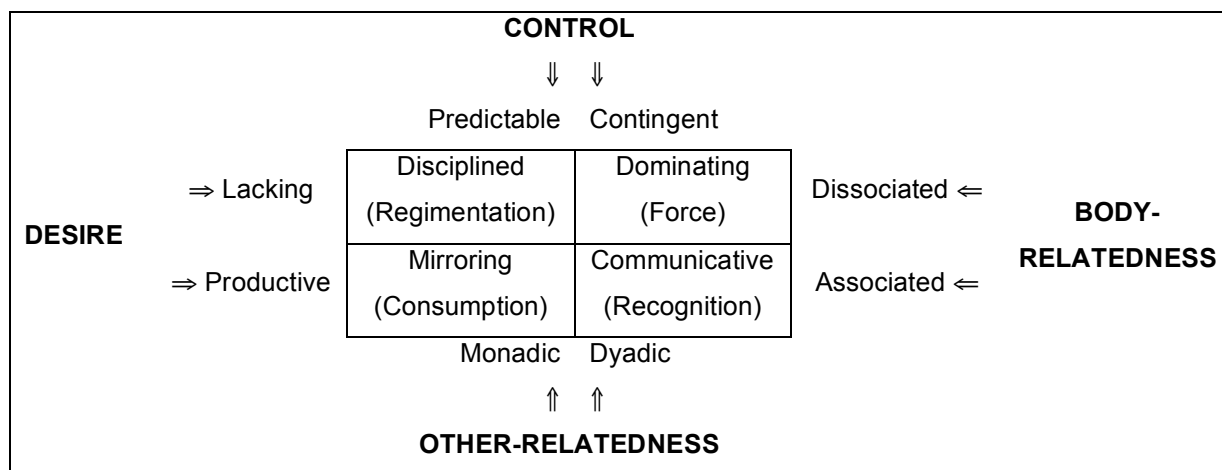 CONTROL
⇓ ⇓
Predictable Contingent
Disciplined Dominating
⇒ Lacking Dissociated ⇐
(Regimentation) (Force)
DESIRE BODY-
RELATEDNESS
Mirroring Communicative
⇒ Productive Associated ⇐
(Consumption) (Recognition)
Monadic Dyadic
⇑ ⇑
OTHER-RELATEDNESS